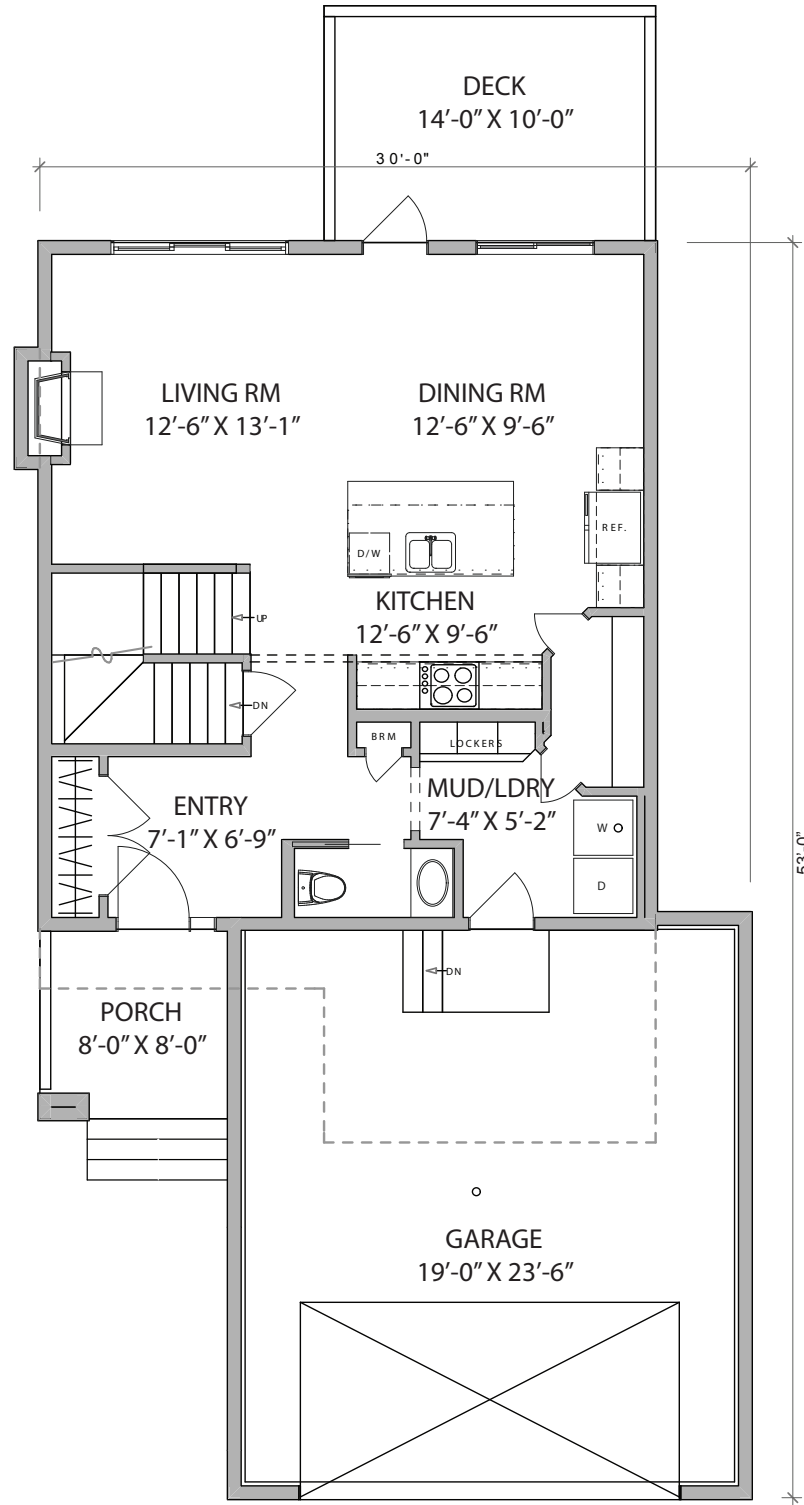 DECK
14’-0” X 10’-0”
30'-0"
LIVING RM
12’-6” X 13’-1”
DINING RM
12’-6” X 9’-6”
REF.
D/W
KITCHEN
12’-6” X 9’-6”
UP
DN
BRM
LOCKERS
ENTRY
7’-1” X 6’-9”
MUD/LDRY
7’-4” X 5’-2”
W
D
53'-0"
DN
PORCH
8’-0” X 8’-0”
GARAGE
19’-0” X 23’-6”